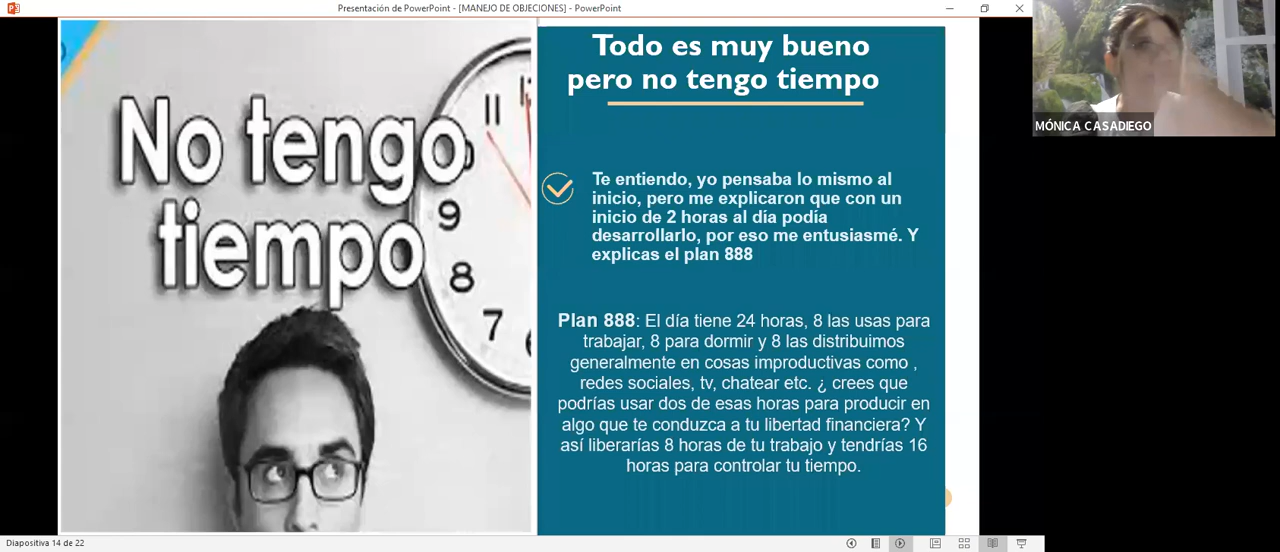 Presentación de PowerPoint - [MANEJO DE OBJECIONES] - PowerPoint
No tengo
tiempo
11
12
9
8
7
Todo es muy bueno
pero no tengo tiempo
Te entiendo, yo pensaba lo mismo al
inicio, pero me explicaron que con un
inicio de 2 horas al día podía
desarrollarlo, por eso me entusiasmé. Y
explicas el plan 888
Plan 888: El día tiene 24 horas, 8 las usas para
trabajar, 8 para dormir y 8 las distribuimos
generalmente en cosas improductivas como ,
redes sociales, tv, chatear etc. ¿ crees que
podrías usar dos de esas horas para producir en
algo que te conduzca a tu libertad financiera? Y
así liberarías 8 horas de tu trabajo y tendrías 16
horas para controlar tu tiempo.
MÓNICA CASADIEGO
Diapositiva 14 de 22